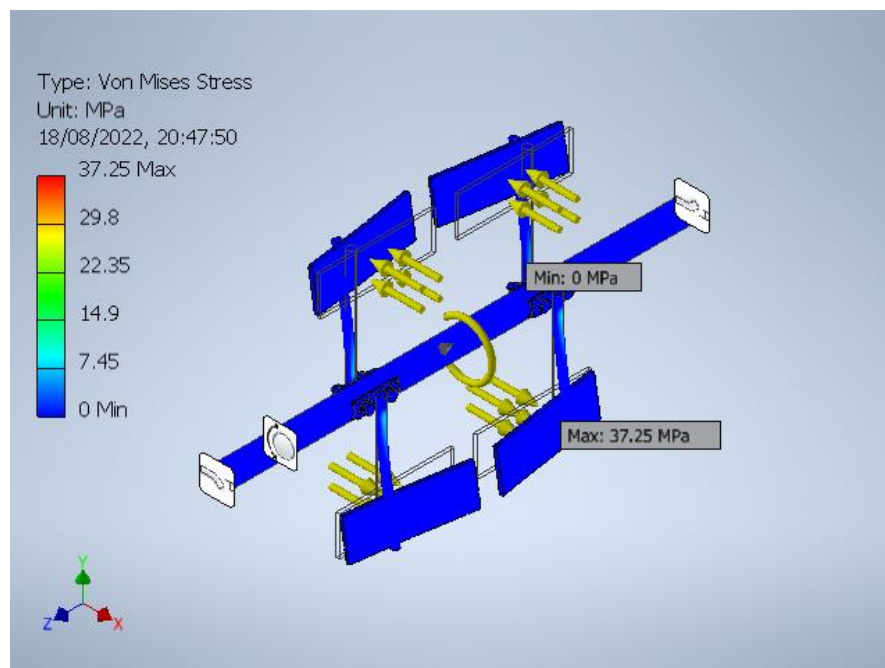 Type: Von Mises Stress
Unit: MPa
18/08/2022, 20:47:50
37.25 Max
29.8
22.35
14.9
7.45
0 Min
Min: 0 MPa
Max: 37.25 MPa
Y
Z
X